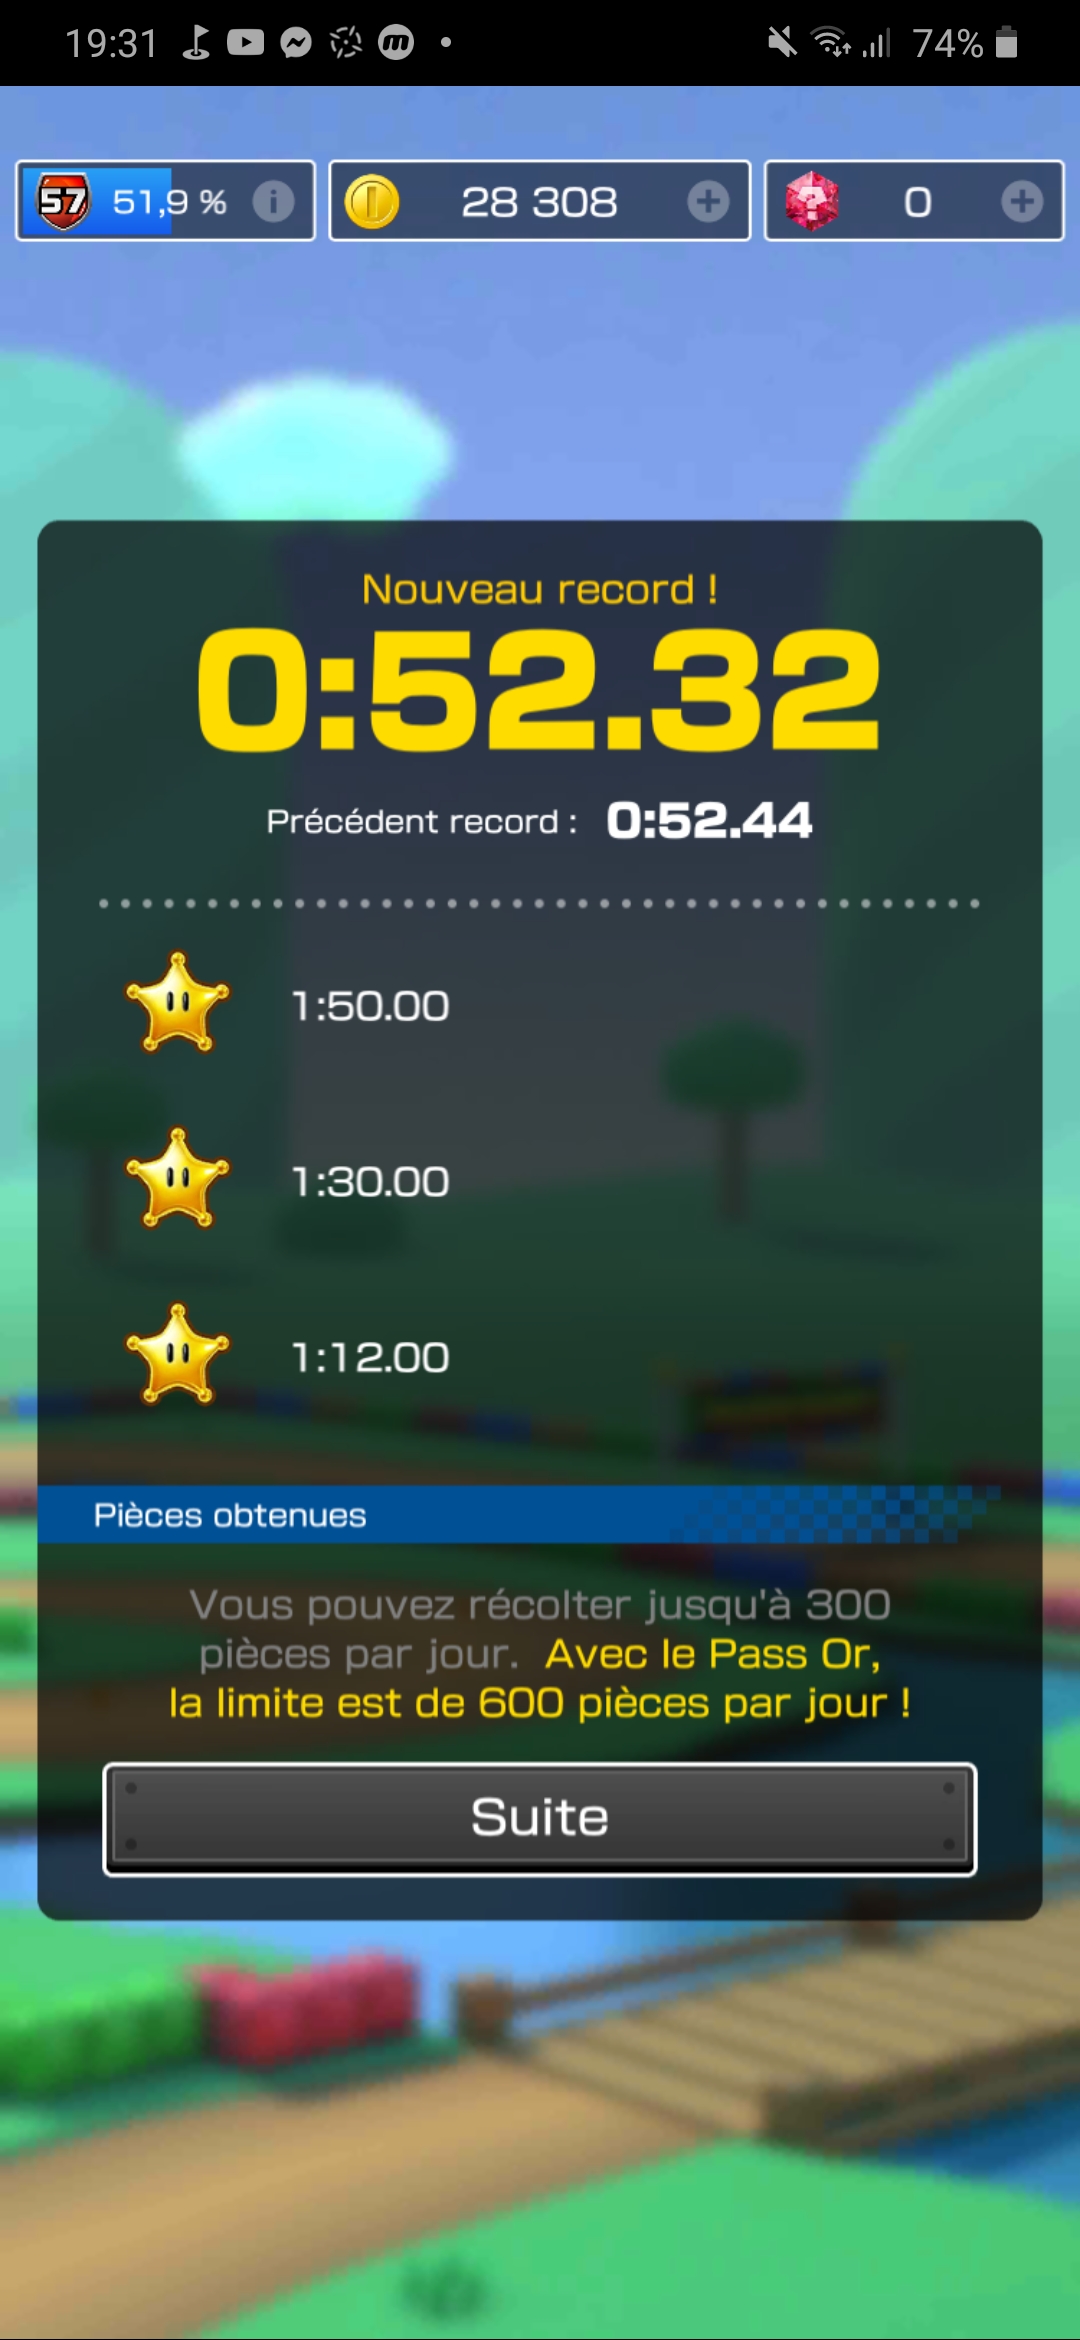 19:31 74%
57 51,9 % 28 308 0
Nouveau record !
0:52.32
Précédent record : 0:52.44
1:50.00
1:30.00
1:12.00
Pièces obtenues
Vous pouvez récolter jusqu'à 300
pièces par jour. Avec le Pass Or,
la limite est de 600 pièces par jour !
Suite